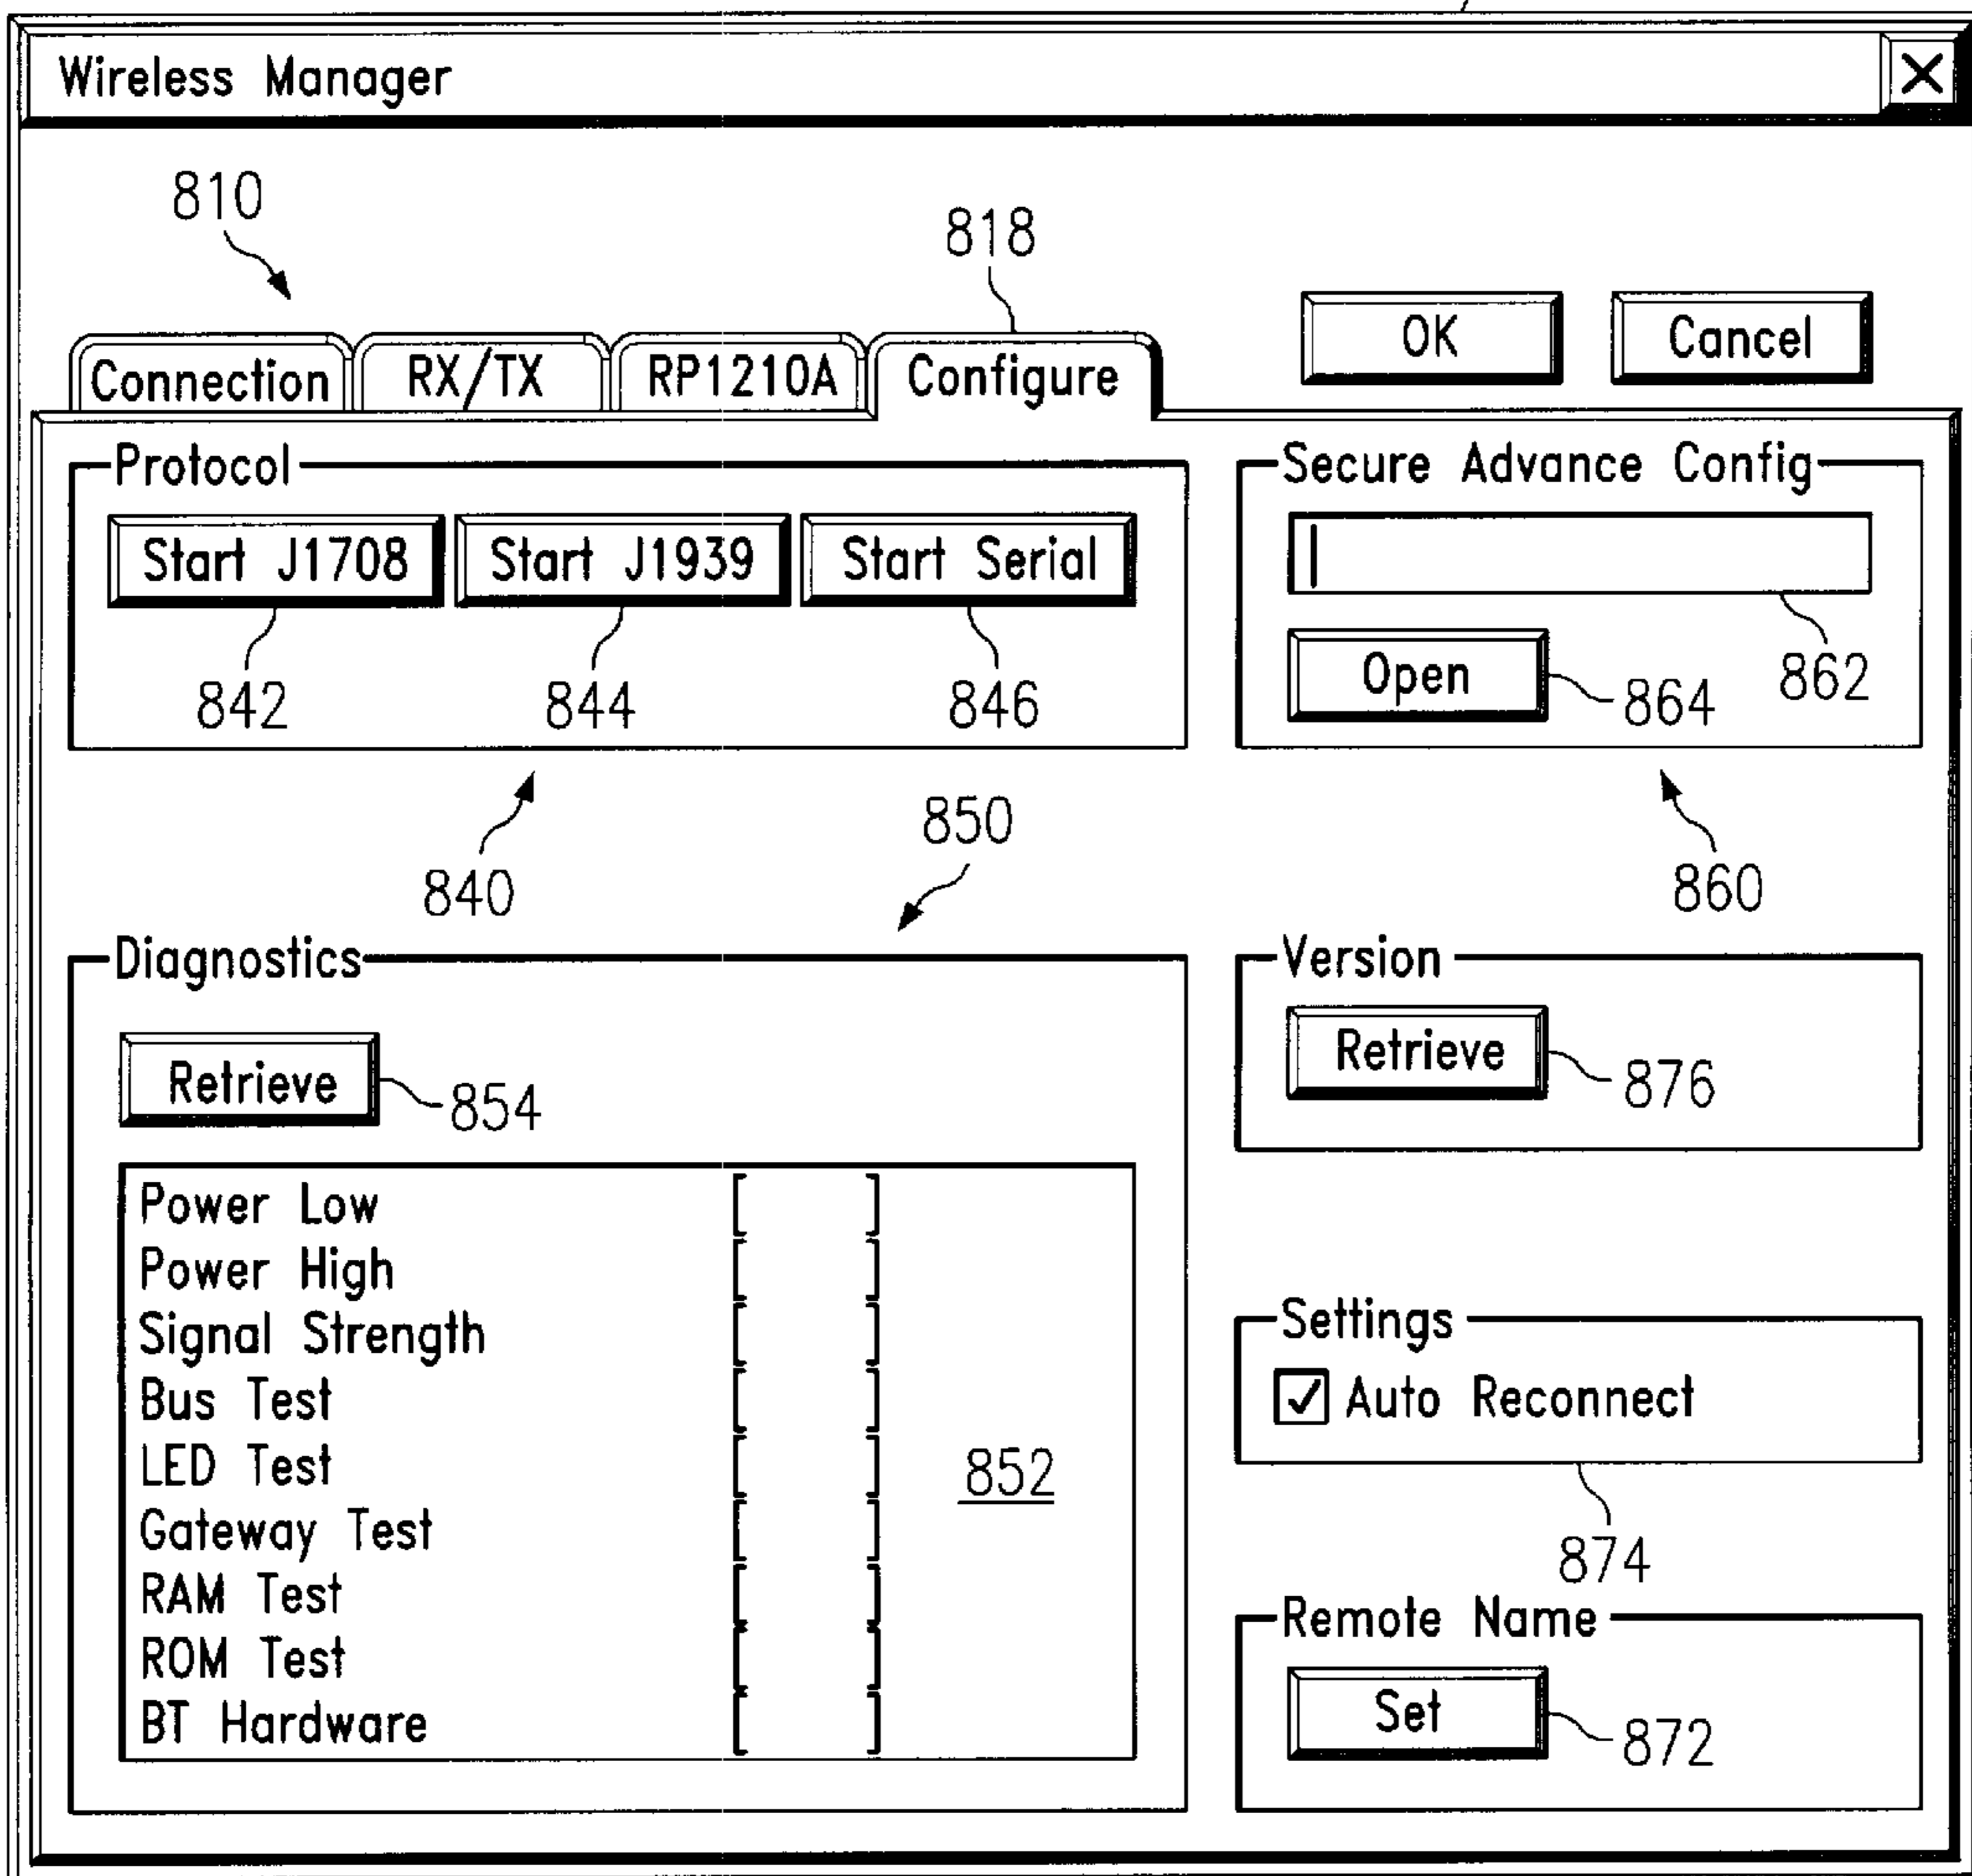 Wireless Manager
810
818
OK
Cancel
Connection
RX/TX
RP1210A
Configure
Protocol
Start J1708
Start J1939
Start Serial
842
844
846
840
Secure Advance Config
862
Open
864
860
850
Diagnostics
Retrieve
854
Power Low [ ]
Power High [ ]
Signal Strength [ ]
Bus Test [ ]
LED Test [ ]
Gateway Test [ ]
RAM Test [ ]
ROM Test [ ]
BT Hardware [ ]
852
Version
Retrieve
876
Settings
Auto Reconnect
874
Remote Name
Set
872